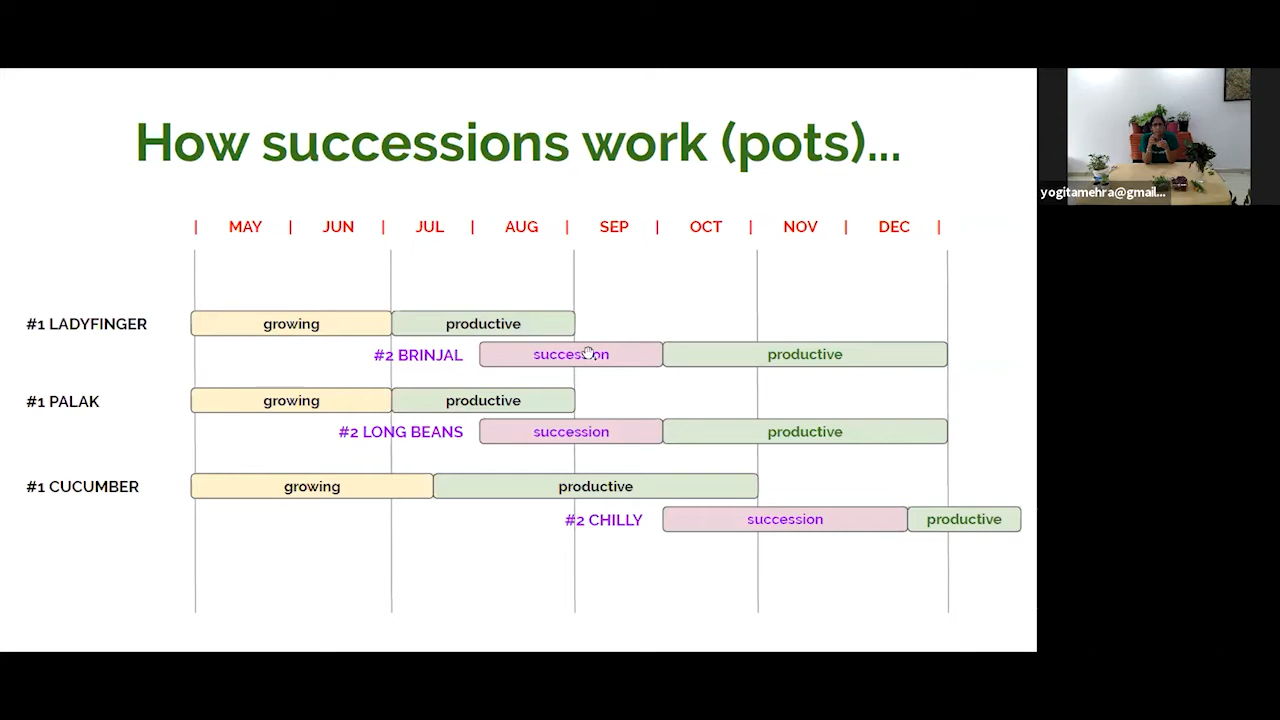 How succession​s work (pots)...
yogitamehra@gmail...
| MAY | JUN | JUL | AUG | SEP | OCT | NOV | DEC |
#1 LADYFINGER growing productive
#2 BRINJAL succession productive
#1 PALAK growing productive
#2 LONG BEANS succession productive
#1 CUCUMBER growing productive
#2 CHILLY succession productive